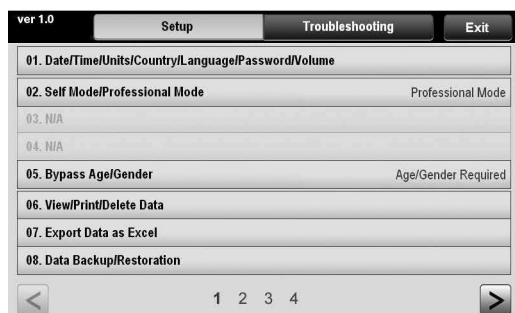 ver 1.0 Setup Troubleshooting Exit
01. Date/Time/Units/Country/Language/Password/Volume
02. Self Mode/Professional Mode Professional Mode
03. N/A
04. N/A
05. Bypass Age/Gender Age/Gender Required
06. View/Print/Delete Data
07. Export Data as Excel
08. Data Backup/Restoration
< 1 2 3 4 >